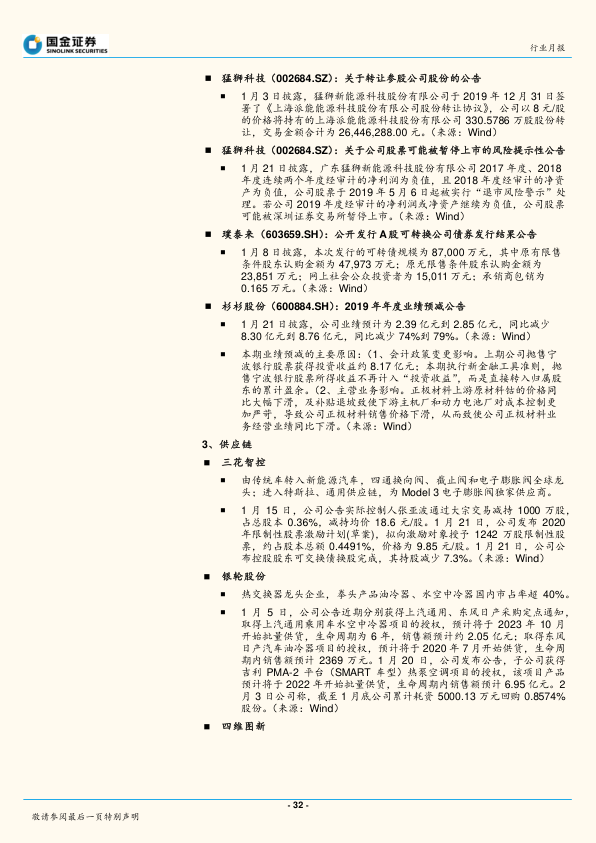 国金证券
SINOLINK SECURITIES
行业月报
■ 猛狮科技（002684.SZ）：关于转让参股公司股份的公告
■ 1 月 3 日披露，猛狮新能源科技股份有限公司于 2019 年 12 月 31 日签
署了《上海派能能源科技股份有限公司股份转让协议》，公司以 8 元/股
的价格将持有的上海派能能源科技股份有限公司 330.5786 万股股份转
让，交易金额合计为 26,446,288.00 元。（来源：Wind）
■ 猛狮科技（002684.SZ）：关于公司股票可能被暂停上市的风险提示性公告
■ 1 月 21 日披露，广东猛狮新能源科技股份有限公司 2017 年度、2018
年度连续两个年度经审计的净利润为负值，且 2018 年度经审计的净资
产为负值，公司股票于 2019 年 5 月 6 日起被实行“退市风险警示”处
理。若公司 2019 年度经审计的净利润或净资产继续为负值，公司股票
可能被深圳证券交易所暂停上市。（来源：Wind）
■ 璞泰来（603659.SH）：公开发行 A 股可转换公司债券发行结果公告
■ 1 月 8 日披露，本次发行的可转债规模为 87,000 万元，其中原有限售
条件股东认购金额为 47,973 万元；原无限售条件股东认购金额为
23,851 万元；网上社会公众投资者为 15,011 万元；承销商包销为
0.165 万元。（来源：Wind）
■ 杉杉股份（600884.SH）：2019 年年度业绩预减公告
■ 1 月 21 日披露，公司业绩预计为 2.39 亿元到 2.85 亿元，同比减少
8.30 亿元到 8.76 亿元，同比减少 74%到 79%。（来源：Wind）
■ 本期业绩预减的主要原因：（1、会计政策变更影响。上期公司抛售宁
波银行股票获得投资收益约 8.17 亿元；本期执行新金融工具准则，抛
售宁波银行股票所得收益不再计入“投资收益”，而是直接转入归属股
东的累计盈余。（2、主营业务影响。正极材料上游原材料钴的价格同
比大幅下滑，及补贴退坡致使下游主机厂和动力电池厂对成本控制更
加严苛，导致公司正极材料销售价格下滑，从而致使公司正极材料业
务经营业绩同比下滑。（来源：Wind）
3、供应链
■ 三花智控
■ 由传统车转入新能源汽车，四通换向阀、截止阀和电子膨胀阀全球龙
头；进入特斯拉、通用供应链，为 Model 3 电子膨胀阀独家供应商。
■ 1 月 15 日，公司公告实际控制人张亚波通过大宗交易减持 1000 万股，
占总股本 0.36%，减持均价 18.6 元/股。1 月 21 日，公司发布 2020
年限制性股票激励计划(草案)，拟向激励对象授予 1242 万股限制性股
票，约占股本总额 0.4491%，价格为 9.85 元/股。1 月 21 日，公司公
布控股股东可交换债换股完成，其持股减少 7.3%。（来源：Wind）
■ 银轮股份
■ 热交换器龙头企业，拳头产品油冷器、水空中冷器国内市占率超 40%。
■ 1 月 5 日，公司公告近期分别获得上汽通用、东风日产采购定点通知，
取得上汽通用乘用车水空中冷器项目的授权，预计将于 2023 年 10 月
开始批量供货，生命周期为 6 年，销售额预计约 2.05 亿元；取得东风
日产汽车油冷器项目的授权，预计将于 2020 年 7 月开始供货，生命周
期内销售额预计 2369 万元。1 月 20 日，公司发布公告，子公司获得
吉利 PMA-2 平台（SMART 车型）热泵空调项目的授权，该项目产品
预计将于 2022 年开始批量供货，生命周期内销售额预计 6.95 亿元。2
月 3 日公司称，截至 1 月底公司累计耗资 5000.13 万元回购 0.8574%
股份。（来源：Wind）
■ 四维图新
- 32 -
敬请参阅最后一页特别声明